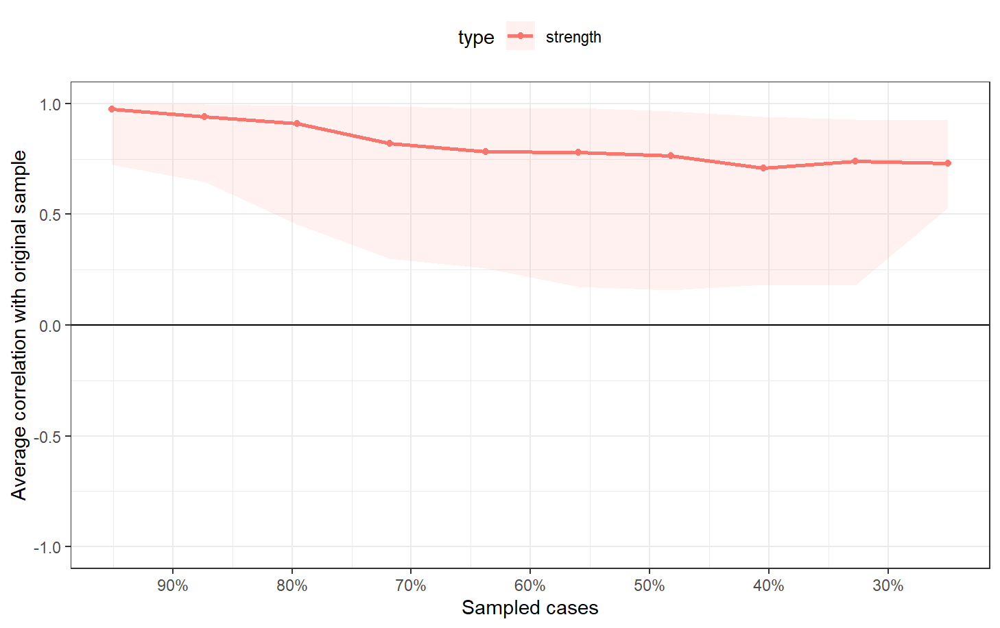 type strength
1.0
0.5
0.0
-0.5
-1.0
Average correlation with original sample
90% 80% 70% 60% 50% 40% 30%
Sampled cases